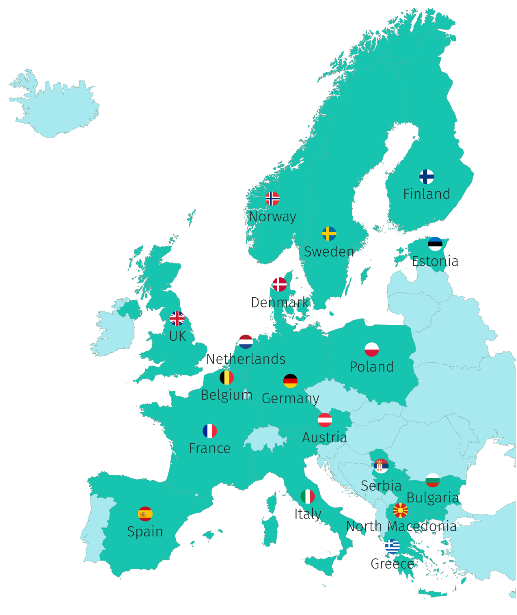 Finland
Norway
Sweden
Estonia
Denmark
UK
Netherlands
Poland
Belgium
Germany
Austria
France
Serbia
Bulgaria
Italy
North Macedonia
Spain
Greece